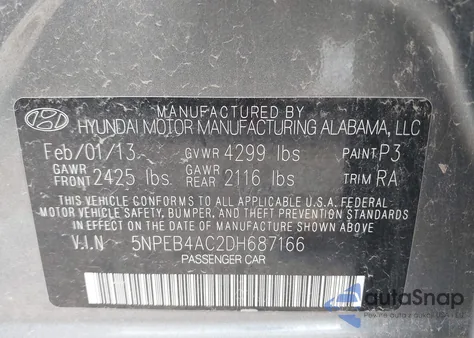 MANUFACTURED BY
HYUNDAI MOTOR MANUFACTURING ALABAMA, LLC
Feb/01/13 GVWR 4299 lbs PAINT P3
GAWR FRONT 2425 lbs GAWR REAR 2116 lbs TRIM RA
THIS VEHICLE CONFORMS TO ALL APPLICABLE U.S.A. FEDERAL
MOTOR VEHICLE SAFETY, BUMPER, AND THEFT PREVENTION
STANDARDS IN EFFECT ON THE DATE OF MANUFACTURE
SHOWN ABOVE.
V.I.N 5NPEB4AC2DH687166
PASSENGER CAR
autoSnap